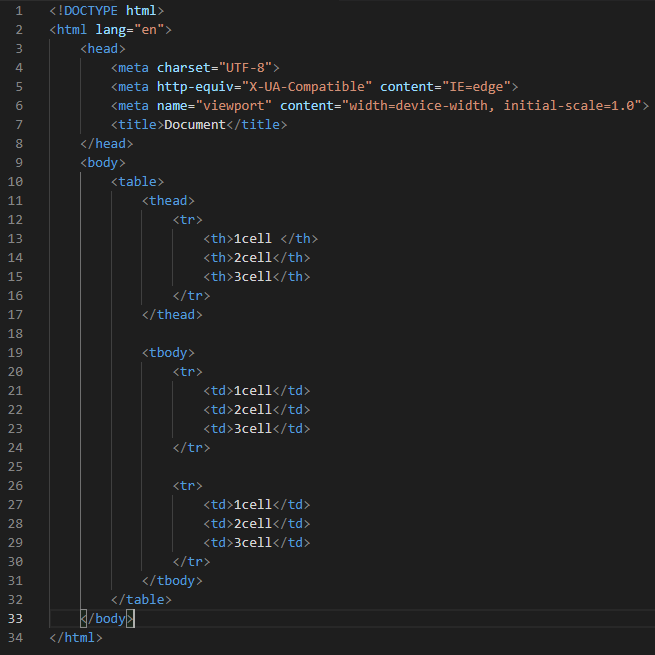 1 <!DOCTYPE html>
2 <html lang="en">
3     <head>
4         <meta charset="UTF-8">
5         <meta http-equiv="X-UA-Compatible" content="IE=edge">
6         <meta name="viewport" content="width=device-width, initial-scale=1.0">
7         <title>Document</title>
8     </head>
9     <body>
10         <table>
11             <thead>
12                 <tr>
13                     <th>1cell </th>
14                     <th>2cell</th>
15                     <th>3cell</th>
16                 </tr>
17             </thead>
18
19             <tbody>
20                 <tr>
21                     <td>1cell</td>
22                     <td>2cell</td>
23                     <td>3cell</td>
24                 </tr>
25
26                 <tr>
27                     <td>1cell</td>
28                     <td>2cell</td>
29                     <td>3cell</td>
30                 </tr>
31             </tbody>
32         </table>
33     </body>
34 </html>